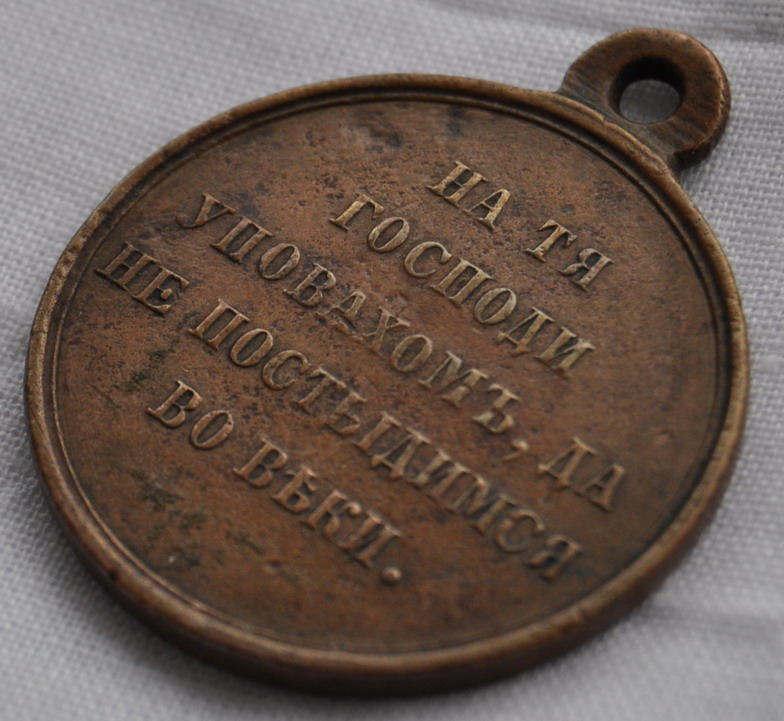 НА ТЯ
ГОСПОДИ
УПОВАХОМЪ, ДА
НЕ ПОСТЫДИМСЯ
ВО ВѢКИ.